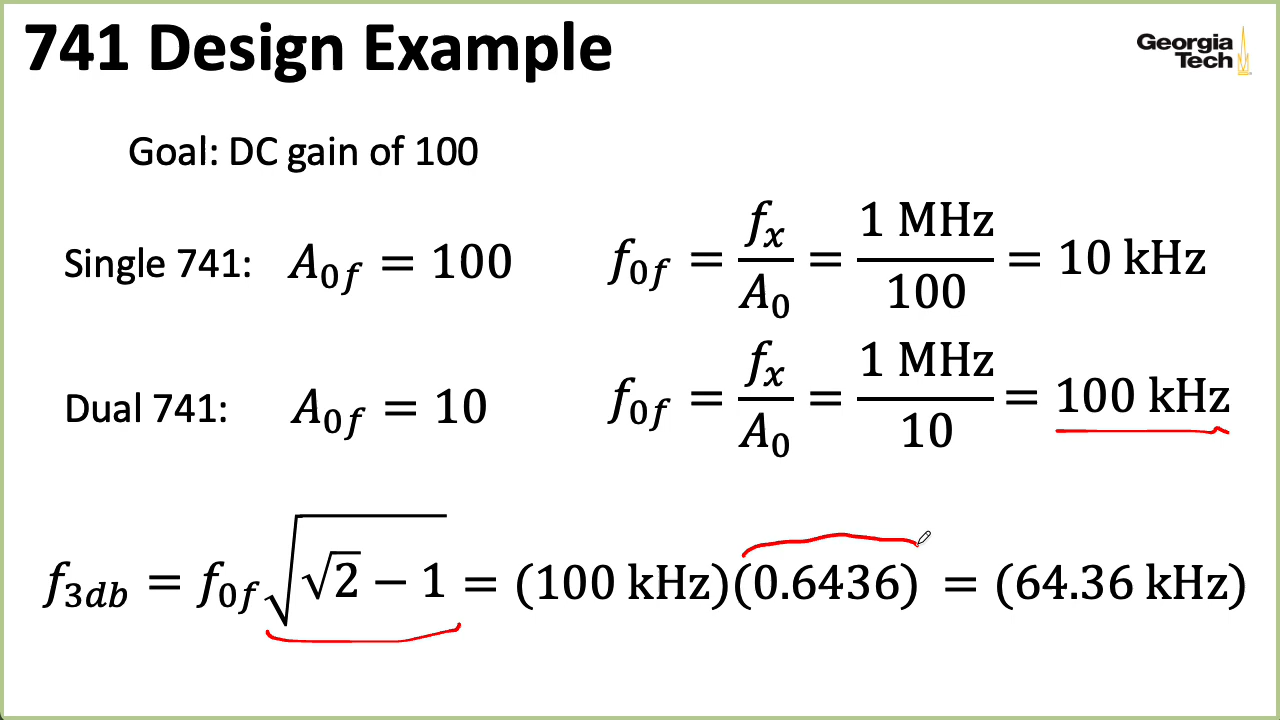 741 Design Example
Georgia
Tech
Goal: DC gain of 100
Single 741: A₀f = 100 f₀f = fₓ/A₀ = 1 MHz/100 = 10 kHz
Dual 741: A₀f = 10 f₀f = fₓ/A₀ = 1 MHz/10 = 100 kHz
f₃db = f₀f √(√2 − 1) = (100 kHz)(0.6436) = (64.36 kHz)